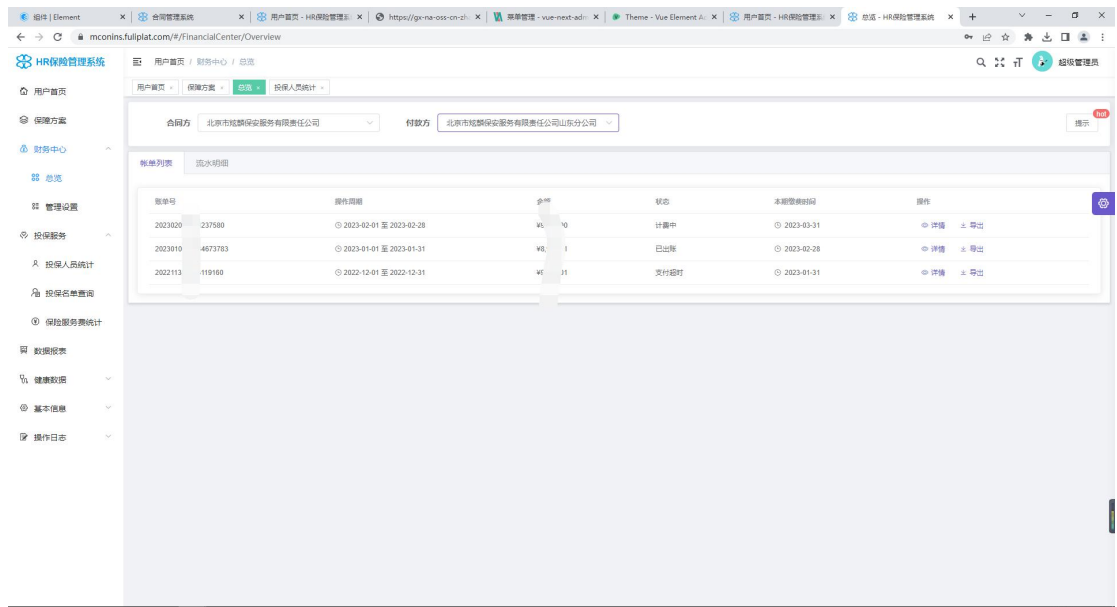 组件 | Element
合同管理系统
用户首页 - HR保险管理系
https://gx-na-oss-cn-zh
菜单管理 - vue-next-adm
Theme - Vue Element A
用户首页 - HR保险管理系
总览 - HR保险管理系统
mconins.fuliplat.com/#/FinancialCenter/Overview
HR保险管理系统
用户首页 / 财务中心 / 总览
超级管理员
用户首页
保障方案
总览
投保人员统计
用户首页
保障方案
财务中心
总览
管理设置
投保服务
投保人员统计
投保名单查询
保险服务费统计
数据报表
健康数据
基本信息
操作日志
合同方 北京市炫麟保安服务有限责任公司
付款方 北京市炫麟保安服务有限责任公司山东分公司
提示 hot
帐单列表 流水明细
账单号 操作周期 金额 状态 本期缴费时间 操作
2023020 237580 2023-02-01 至 2023-02-28 计费中 2023-03-31 详情 导出
2023010 4673783 2023-01-01 至 2023-01-31 已出账 2023-02-28 详情 导出
2022113 119160 2022-12-01 至 2022-12-31 支付超时 2023-01-31 详情 导出